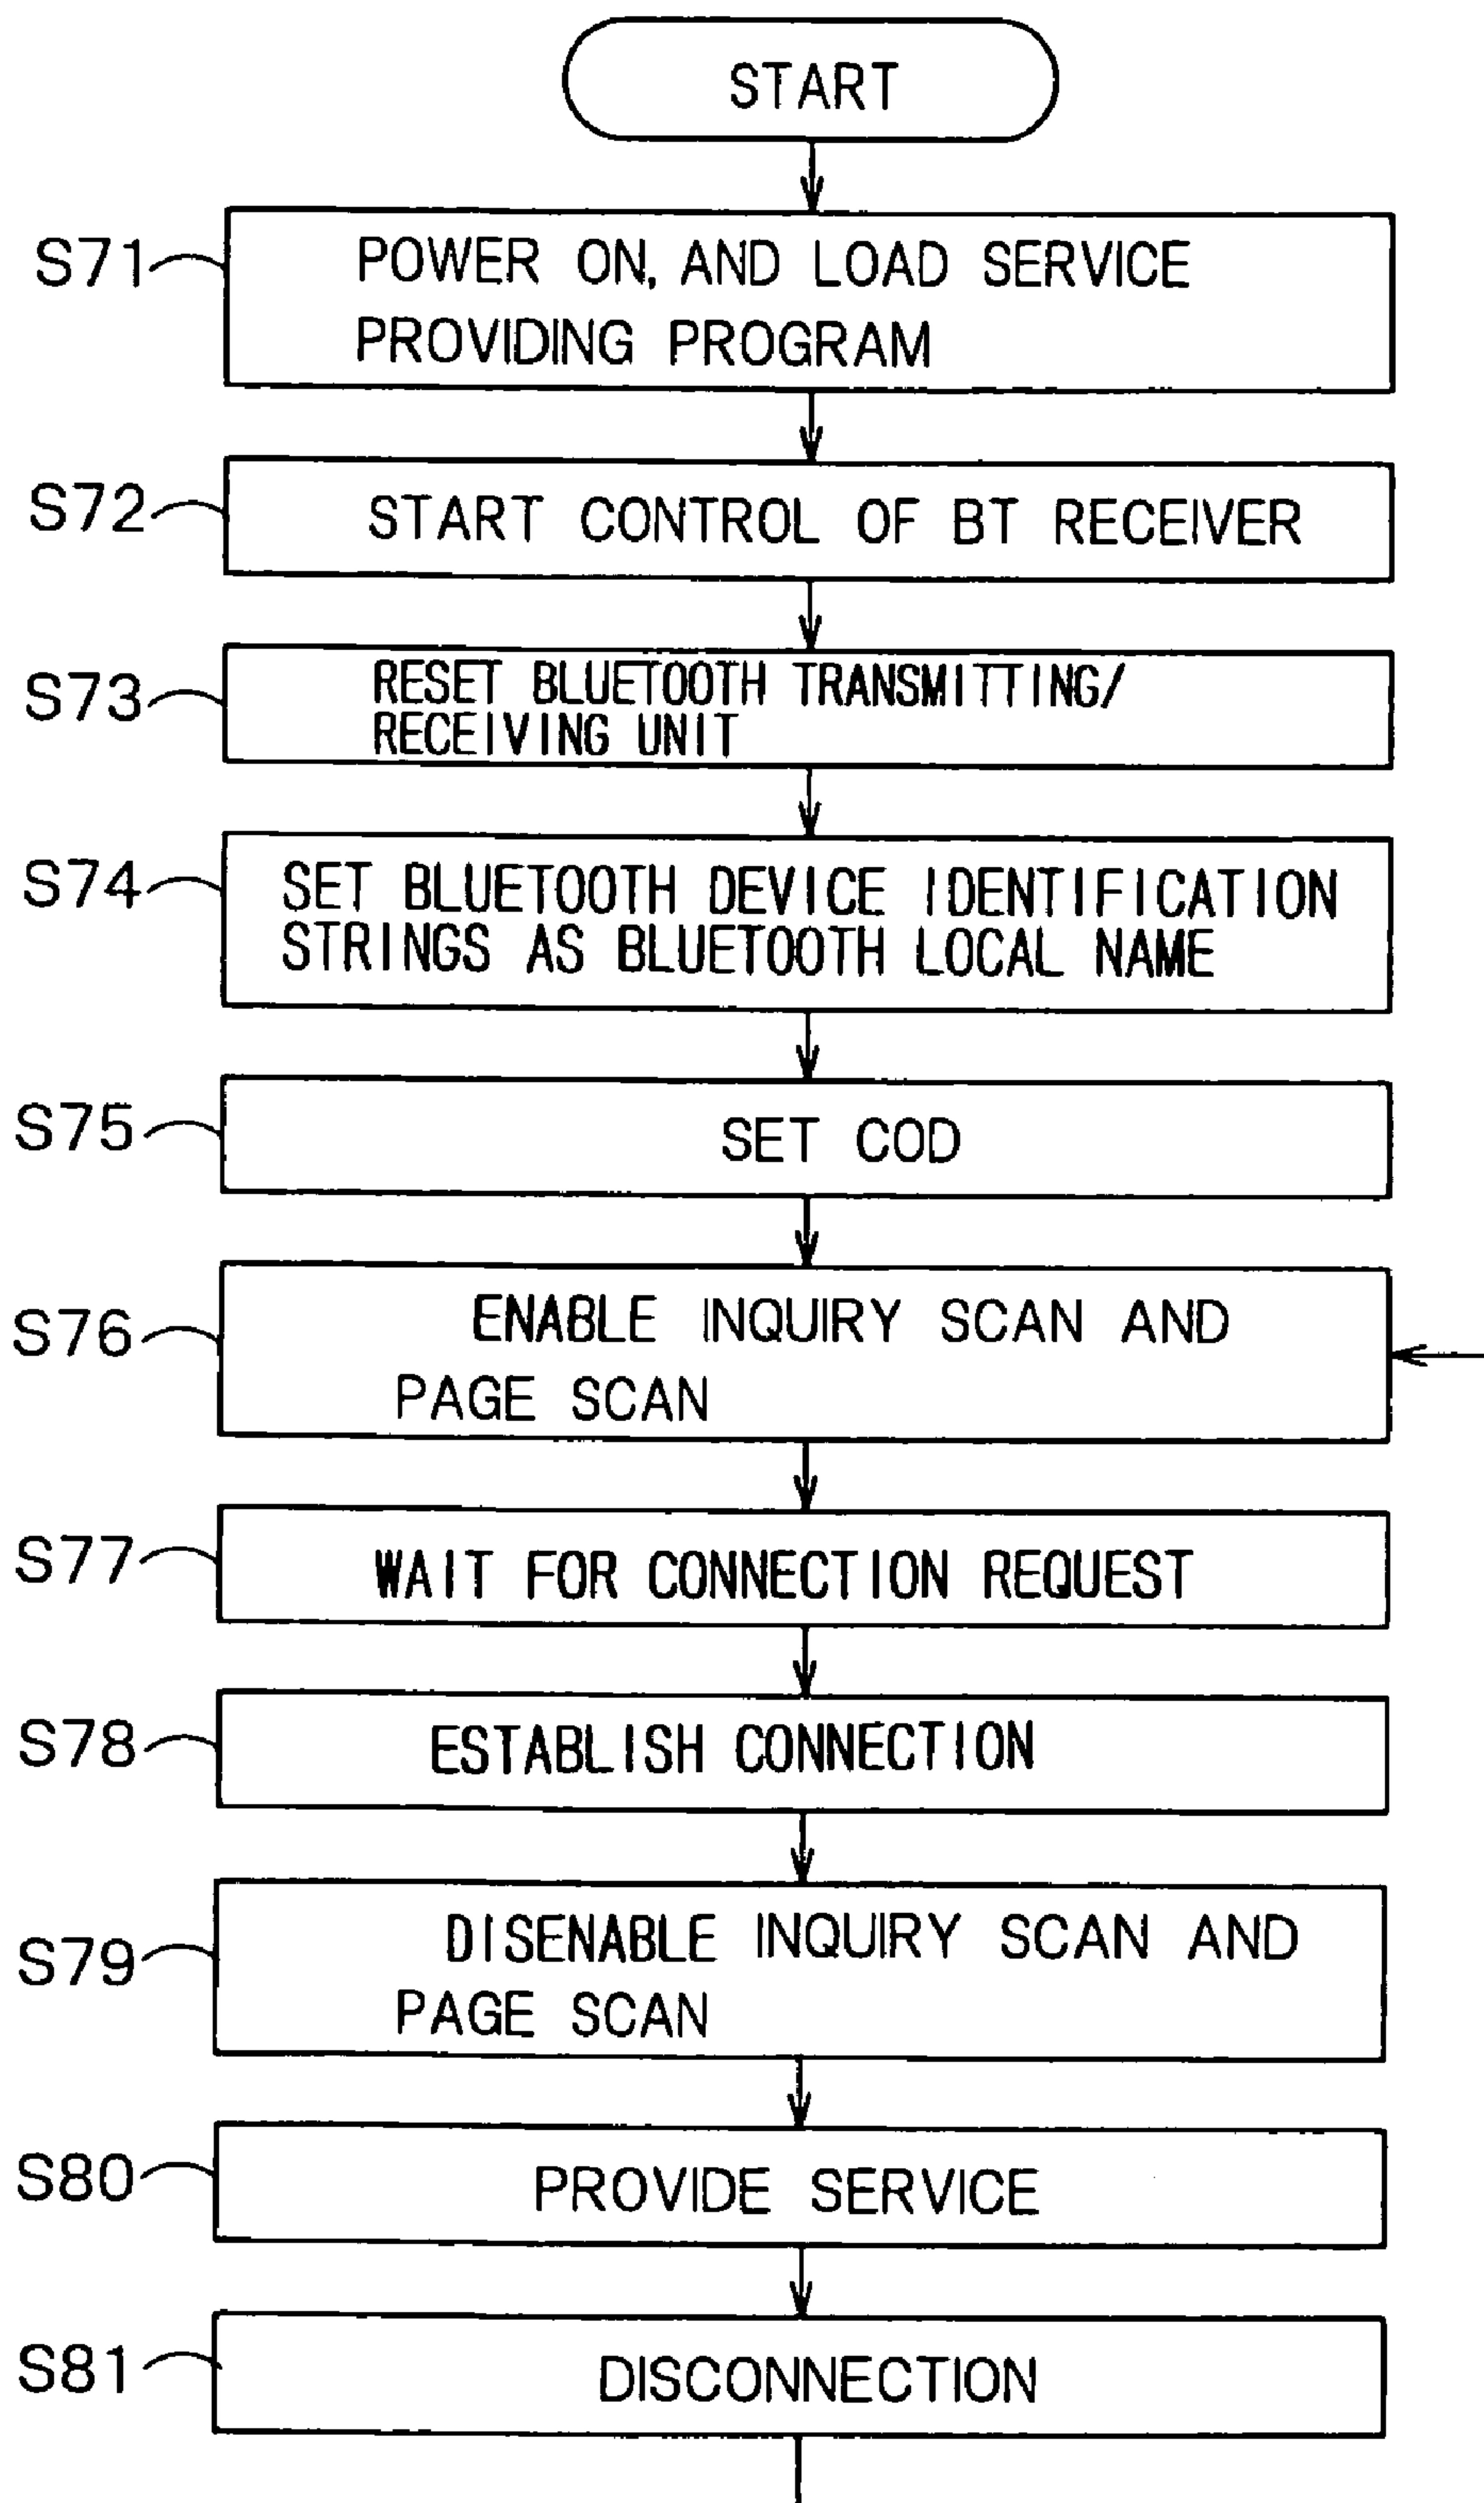 START
S71
POWER ON, AND LOAD SERVICE
PROVIDING PROGRAM
S72
START CONTROL OF BT RECEIVER
S73
RESET BLUETOOTH TRANSMITTING/
RECEIVING UNIT
S74
SET BLUETOOTH DEVICE IDENTIFICATION
STRINGS AS BLUETOOTH LOCAL NAME
S75
SET COD
S76
ENABLE INQUIRY SCAN AND
PAGE SCAN
S77
WAIT FOR CONNECTION REQUEST
S78
ESTABLISH CONNECTION
S79
DISENABLE INQUIRY SCAN AND
PAGE SCAN
S80
PROVIDE SERVICE
S81
DISCONNECTION